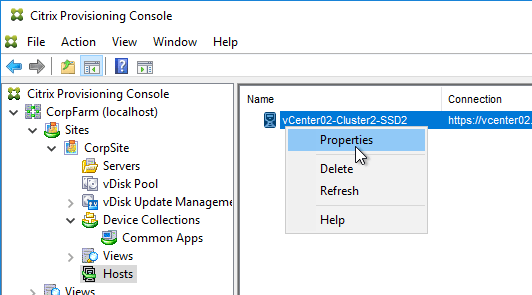 Citrix Provisioning Console
File Action View Window Help
Citrix Provisioning Console
CorpFarm (localhost)
Sites
CorpSite
Servers
vDisk Pool
vDisk Update Managem
Device Collections
Common Apps
Views
Hosts
Views
Name Connection
vCenter02-Cluster2-SSD2 https://vcenter02.
Properties
Delete
Refresh
Help